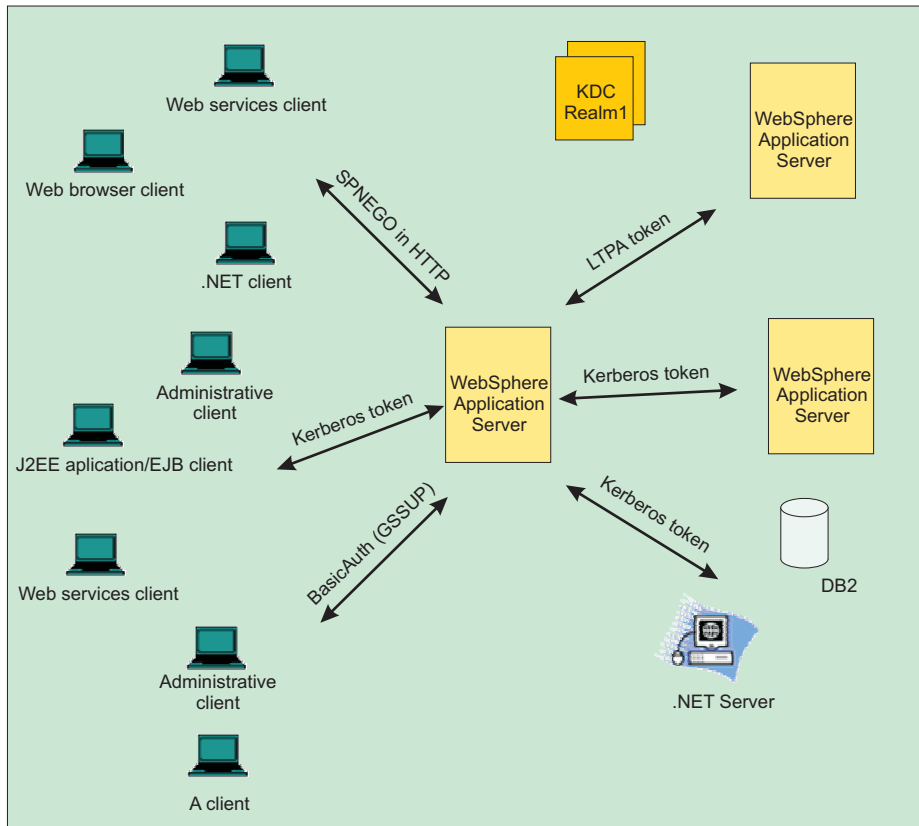 Web services client
KDC
Realm1
WebSphere
Application
Server
Web browser client
SPNEGO in HTTP
LTPA token
.NET client
Administrative
client
WebSphere
Application
Server
Kerberos token
WebSphere
Application
Server
Kerberos token
J2EE aplication/EJB client
Kerberos token
BasicAuth (GSSUP)
Web services client
DB2
Administrative
client
.NET Server
A client